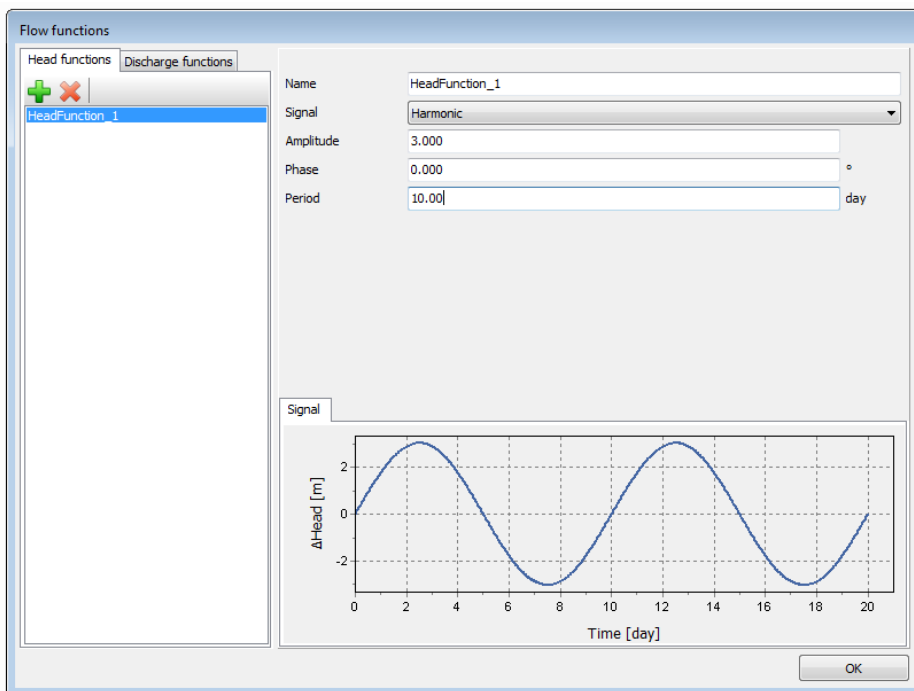 Flow functions
Head functions Discharge functions
HeadFunction_1
Name HeadFunction_1
Signal Harmonic
Amplitude 3.000
Phase 0.000 °
Period 10.00 day
Signal
ΔHead [m]
2
0
-2
0 2 4 6 8 10 12 14 16 18 20
Time [day]
OK